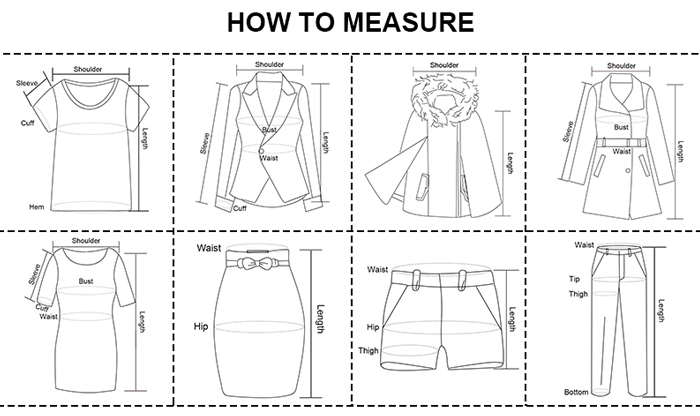 HOW TO MEASURE
Shoulder
Sleeve
Cuff
Length
Hem
Shoulder
Sleeve
Bust
Waist
Length
Cuff
Shoulder
Length
Shoulder
Sleeve
Bust
Waist
Length
Shoulder
Sleeve
Bust
Cuff
Waist
Length
Waist
Hip
Length
Waist
Hip
Thigh
Length
Waist
Tip
Thigh
Length
Bottom